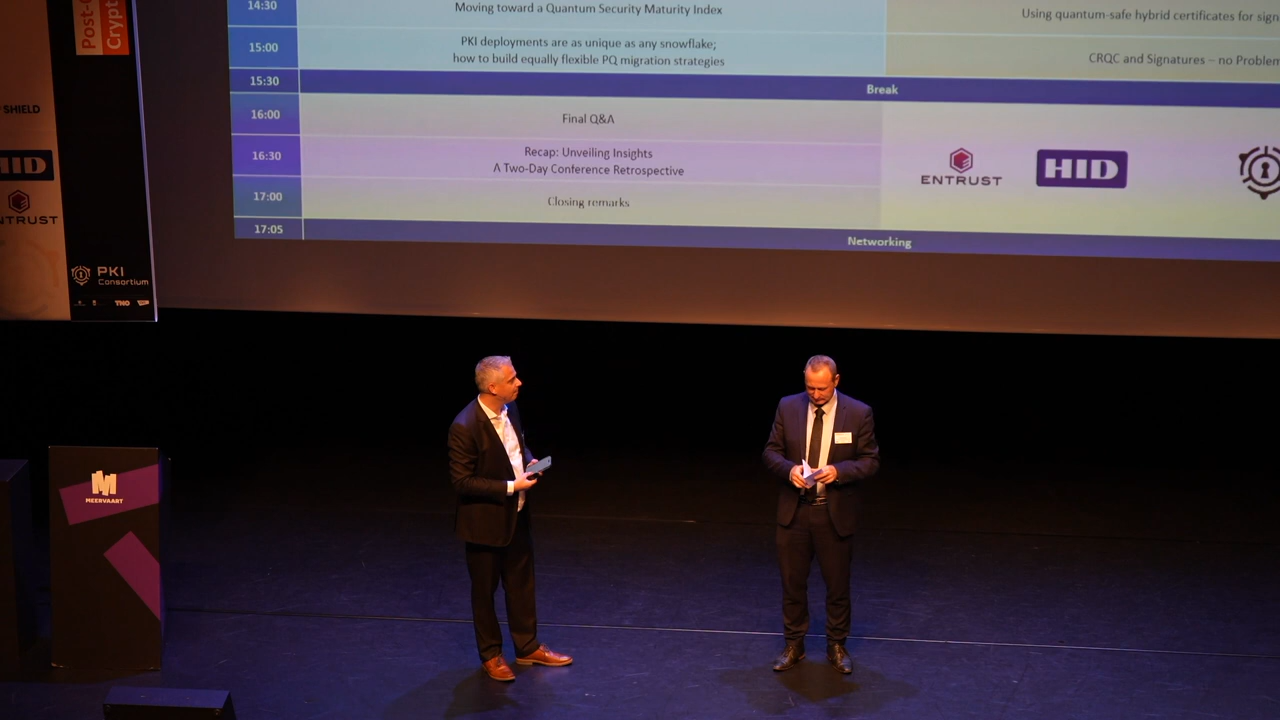 Post-
Crypt
SHIELD
HID
ENTRUST
PKI
Consortium
TNO
14:30
Moving toward a Quantum Security Maturity Index
Using quantum-safe hybrid certificates for sign
15:00
PKI deployments are as unique as any snowflake;
how to build equally flexible PQ migration strategies
CRQC and Signatures – no Problem
15:30
Break
16:00
Final Q&A
16:30
Recap: Unveiling Insights
A Two-Day Conference Retrospective
17:00
Closing remarks
ENTRUST
HID
17:05
Networking
MEERVAART